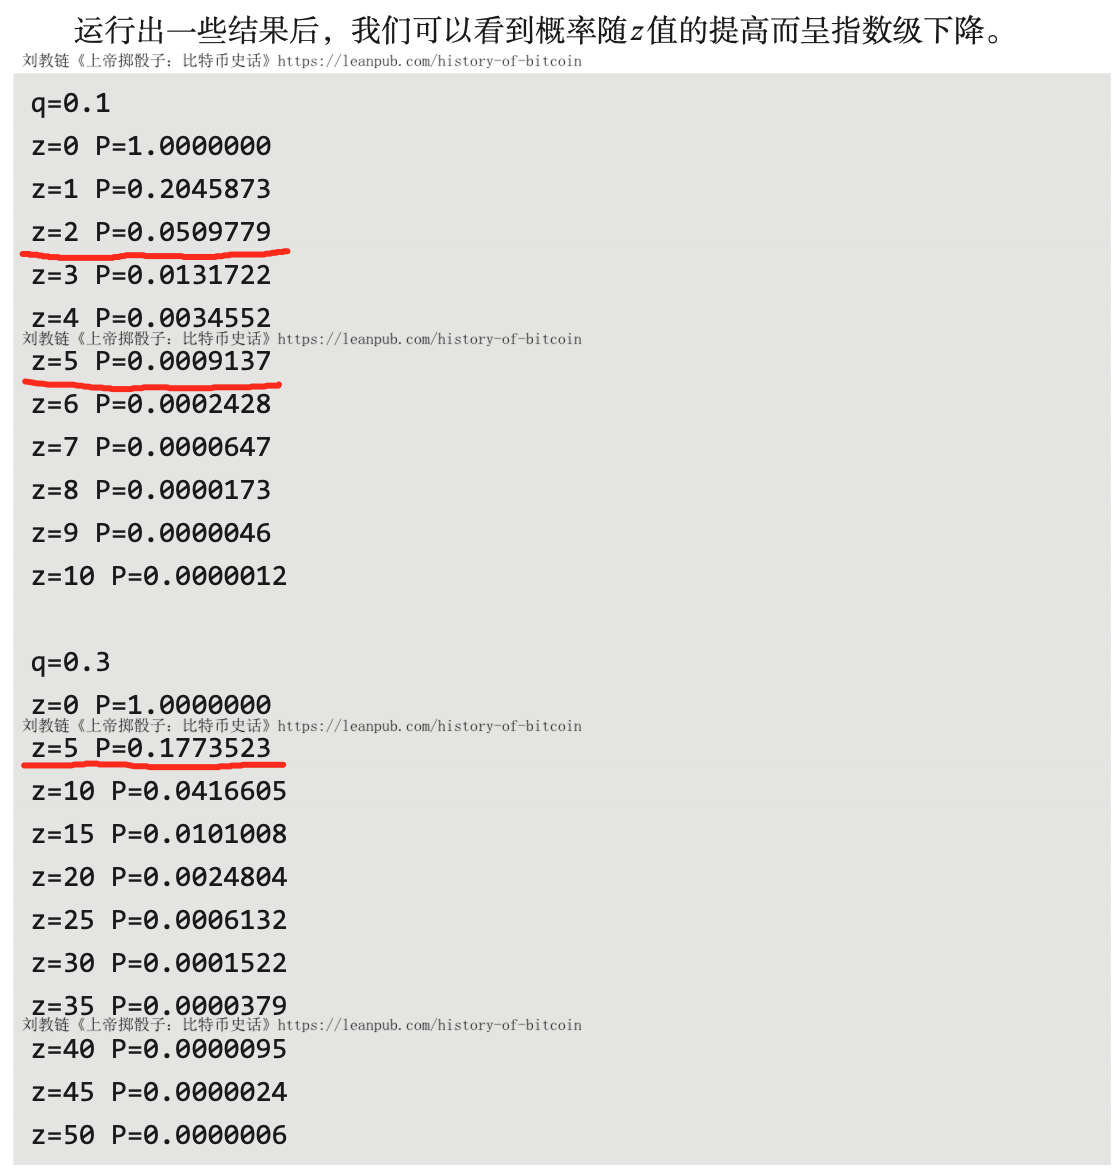 运行出一些结果后，我们可以看到概率随z值的提高而呈指数级下降。
刘教链《上帝掷骰子：比特币史话》https://leanpub.com/history-of-bitcoin
q=0.1
z=0 P=1.0000000
z=1 P=0.2045873
z=2 P=0.0509779
z=3 P=0.0131722
z=4 P=0.0034552
刘教链《上帝掷骰子：比特币史话》https://leanpub.com/history-of-bitcoin
z=5 P=0.0009137
z=6 P=0.0002428
z=7 P=0.0000647
z=8 P=0.0000173
z=9 P=0.0000046
z=10 P=0.0000012
q=0.3
z=0 P=1.0000000
刘教链《上帝掷骰子：比特币史话》https://leanpub.com/history-of-bitcoin
z=5 P=0.1773523
z=10 P=0.0416605
z=15 P=0.0101008
z=20 P=0.0024804
z=25 P=0.0006132
z=30 P=0.0001522
z=35 P=0.0000379
刘教链《上帝掷骰子：比特币史话》https://leanpub.com/history-of-bitcoin
z=40 P=0.0000095
z=45 P=0.0000024
z=50 P=0.0000006